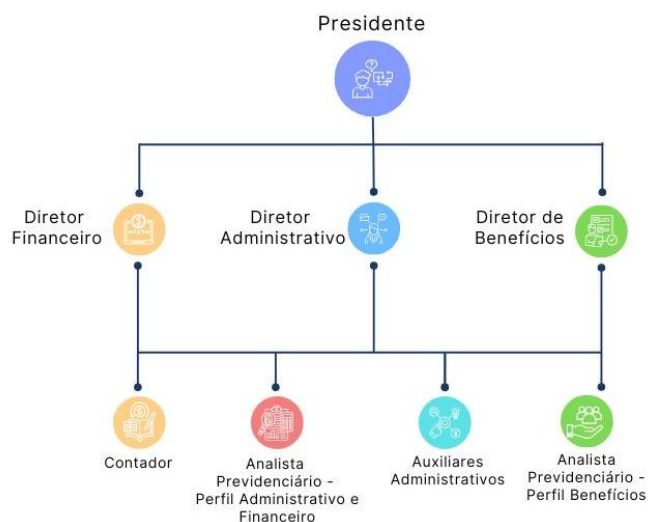 Presidente
Diretor
Financeiro
Diretor
Administrativo
Diretor de
Benefícios
Contador
Analista
Previdenciário -
Perfil Administrativo e
Financeiro
Auxiliares
Administrativos
Analista
Previdenciário -
Perfil Benefícios